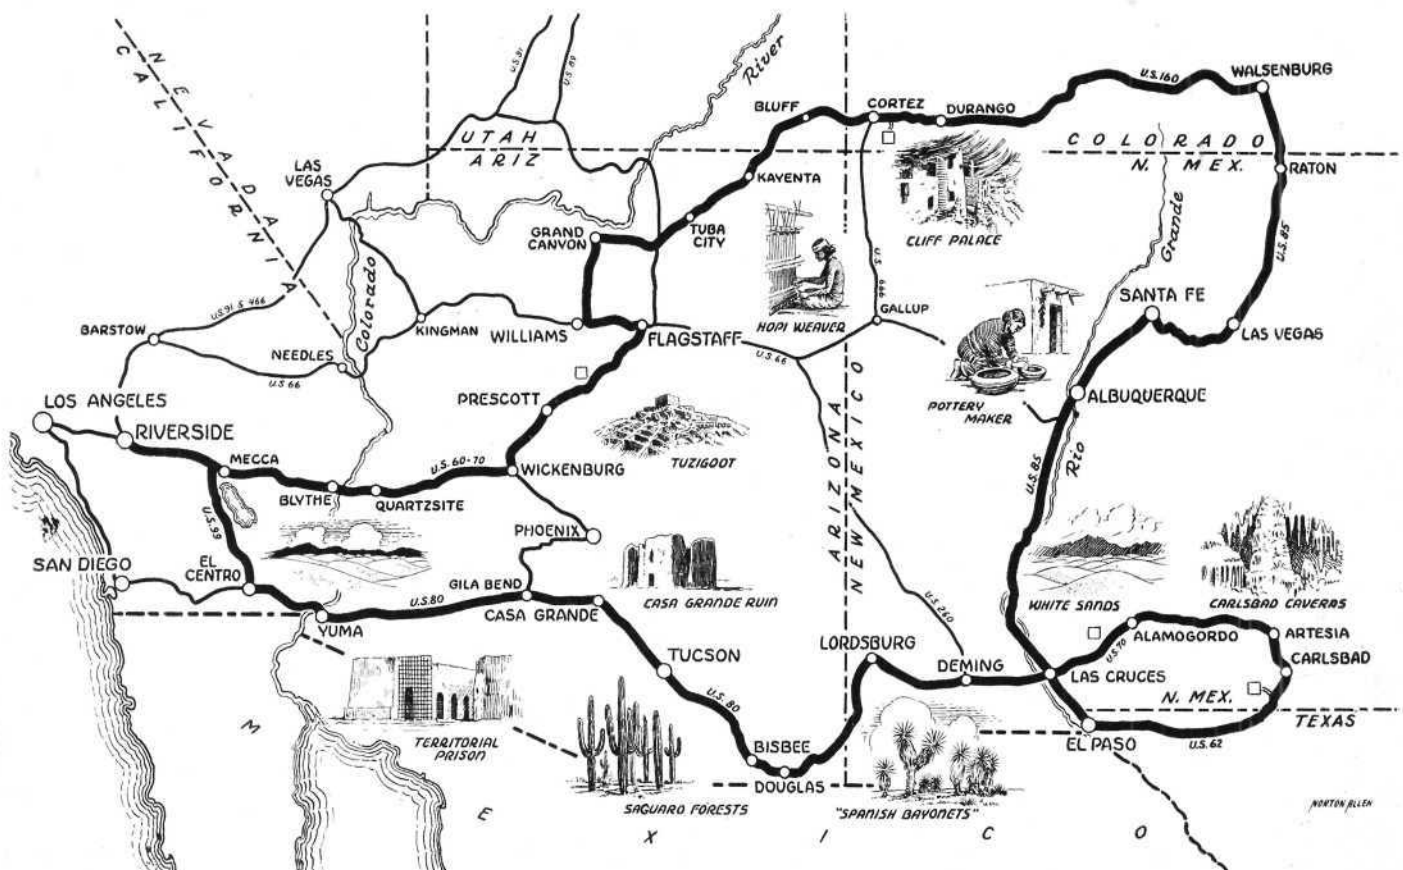 NEVADA
CALIFORNIA
U.S. 91
U.S. 89
River
UTAH
ARIZ
BLUFF
CORTEZ
DURANGO
U.S. 160
WALSENBURG
COLORADO
N. MEX.
RATON
LAS
VEGAS
KAYENTA
CLIFF PALACE
Grande
GRAND
CANYON
TUBA
CITY
U.S. 85
U.S. 666
Colorado
U.S. 91 & 466
BARSTOW
KINGMAN
WILLIAMS
FLAGSTAFF
HOPI WEAVER
GALLUP
SANTA FE
LAS VEGAS
NEEDLES
U.S. 66
U.S. 66
LOS ANGELES
RIVERSIDE
PRESCOTT
POTTERY
MAKER
ALBUQUERQUE
ARIZONA
NEW MEXICO
MECCA
U.S. 60-70
WICKENBURG
TUZIGOOT
U.S. 85
Rio
BLYTHE
QUARTZSITE
U.S. 99
PHOENIX
SAN DIEGO
EL
CENTRO
GILA BEND
U.S. 80
CASA GRANDE
CASA GRANDE RUIN
U.S. 260
WHITE SANDS
CARLSBAD CAVERNS
YUMA
TUCSON
LORDSBURG
DEMING
LAS CRUCES
U.S. 70
ALAMOGORDO
ARTESIA
CARLSBAD
U.S. 80
N. MEX.
TEXAS
TERRITORIAL
PRISON
BISBEE
DOUGLAS
EL PASO
U.S. 62
SAGUARO FORESTS
"SPANISH BAYONETS"
NORTON ALLEN
MEXICO